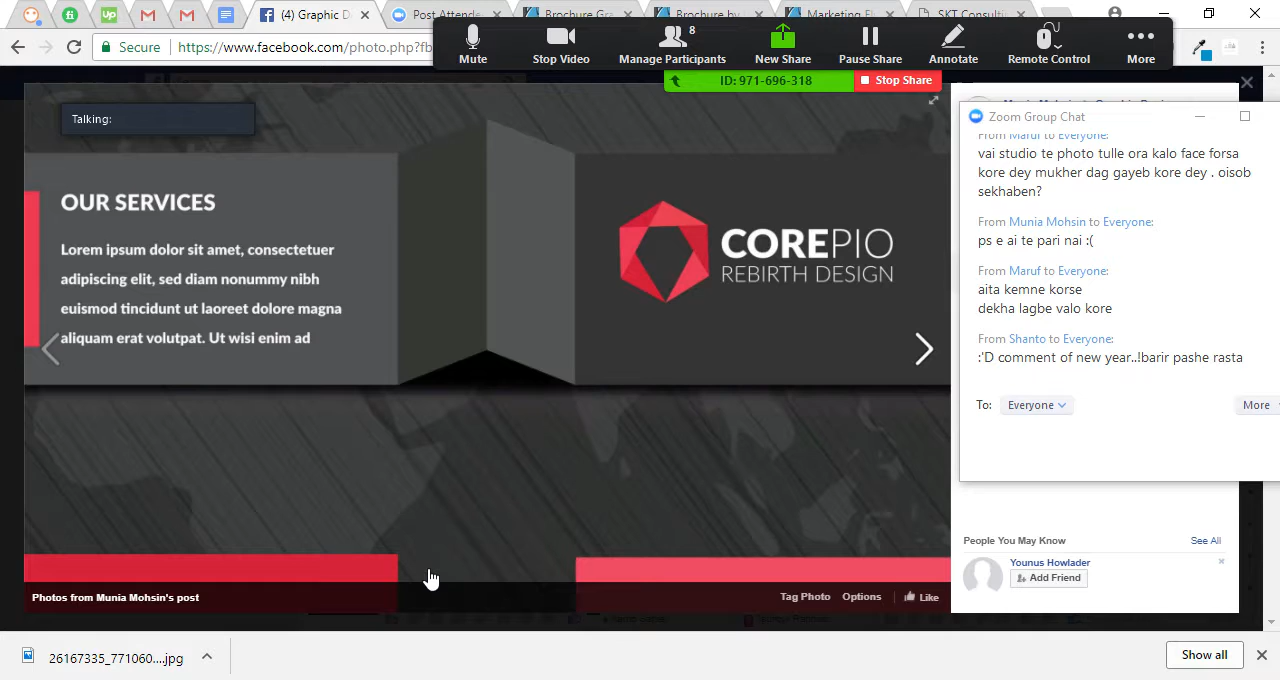 (4) Graphic D
Post Attende
Brochure Gra
Brochure by
Marketing Fl
SKT Consulti
Secure
https://www.facebook.com/photo.php?fb
Mute
Stop Video
Manage Participants
8
New Share
Pause Share
Annotate
Remote Control
More
ID: 971-696-318
Stop Share
Talking:
OUR SERVICES
Lorem ipsum dolor sit amet, consectetuer
adipiscing elit, sed diam nonummy nibh
euismod tincidunt ut laoreet dolore magna
aliquam erat volutpat. Ut wisi enim ad
COREPIO
REBIRTH DESIGN
Zoom Group Chat
From Maruf to Everyone:
vai studio te photo tulle ora kalo face forsa
kore dey mukher dag gayeb kore dey . oisob
sekhaben?
From Munia Mohsin to Everyone:
ps e ai te pari nai :(
From Maruf to Everyone:
aita kemne korse
dekha lagbe valo kore
From Shanto to Everyone:
:'D comment of new year..!barir pashe rasta
To:
Everyone
More
People You May Know
See All
Younus Howlader
Add Friend
Photos from Munia Mohsin's post
Tag Photo
Options
Like
26167335_771060....jpg
Show all